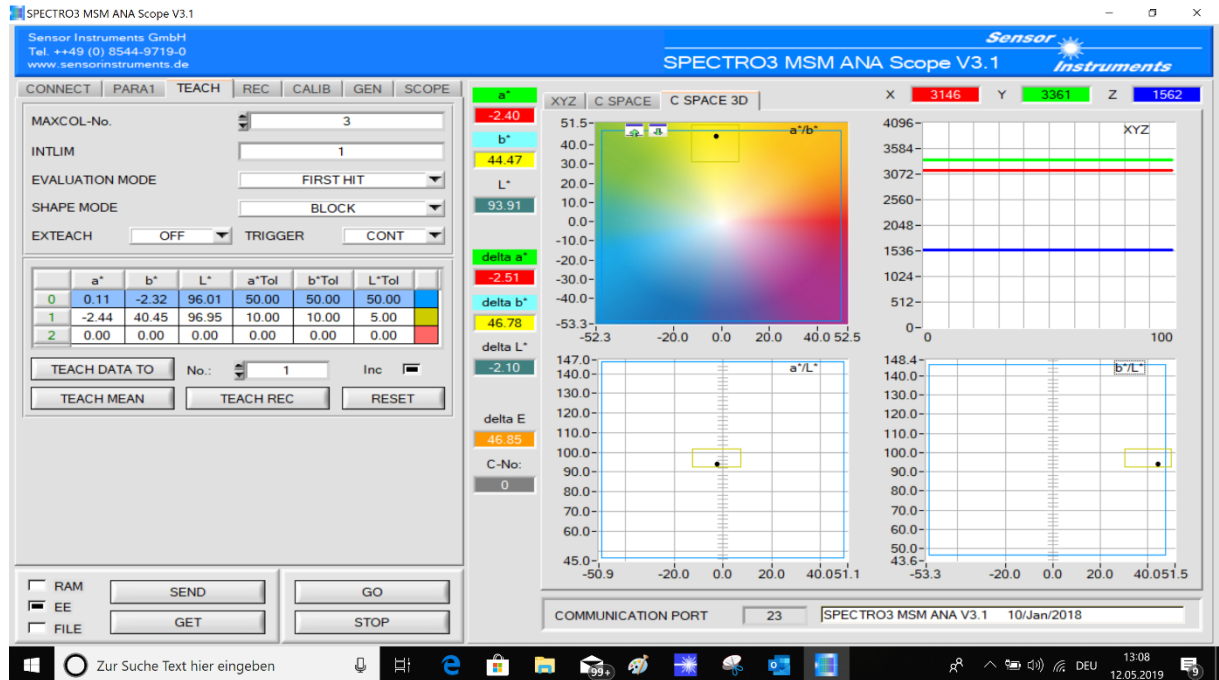 SPECTRO3 MSM ANA Scope V3.1
Sensor Instruments GmbH
Tel. ++49 (0) 8544-9719-0
www.sensorinstruments.de
SPECTRO3 MSM ANA Scope V3.1
Sensor
Instruments
CONNECT PARA1 TEACH REC CALIB GEN SCOPE
MAXCOL-No. 3
INTLIM 1
EVALUATION MODE FIRST HIT
SHAPE MODE BLOCK
EXTEACH OFF TRIGGER CONT
a* b* L* a*Tol b*Tol L*Tol
0 0.11 -2.32 96.01 50.00 50.00 50.00
1 -2.44 40.45 96.95 10.00 10.00 5.00
2 0.00 0.00 0.00 0.00 0.00 0.00
TEACH DATA TO No.: 1 Inc
TEACH MEAN TEACH REC RESET
RAM
EE
FILE
SEND
GET
GO
STOP
a*
-2.40
b*
44.47
L*
93.91
delta a*
-2.51
delta b*
46.78
delta L*
-2.10
delta E
46.85
C-No:
0
XYZ C SPACE C SPACE 3D
X 3146 Y 3361 Z 1562
a*/b*
51.5
40.0
30.0
20.0
10.0
0.0
-10.0
-20.0
-30.0
-40.0
-53.3
-52.3 -20.0 0.0 20.0 40.0 52.5
XYZ
4096
3584
3072
2560
2048
1536
1024
512
0
0 100
a*/L*
147.0
140.0
130.0
120.0
110.0
100.0
90.0
80.0
70.0
60.0
45.0
-50.9 -20.0 0.0 20.0 40.051.1
b*/L*
148.4
140.0
130.0
120.0
110.0
100.0
90.0
80.0
70.0
60.0
50.0
43.6
-53.3 -20.0 0.0 20.0 40.051.5
COMMUNICATION PORT 23 SPECTRO3 MSM ANA V3.1 10/Jan/2018
Zur Suche Text hier eingeben
99+
DEU
13:08
12.05.2019
9